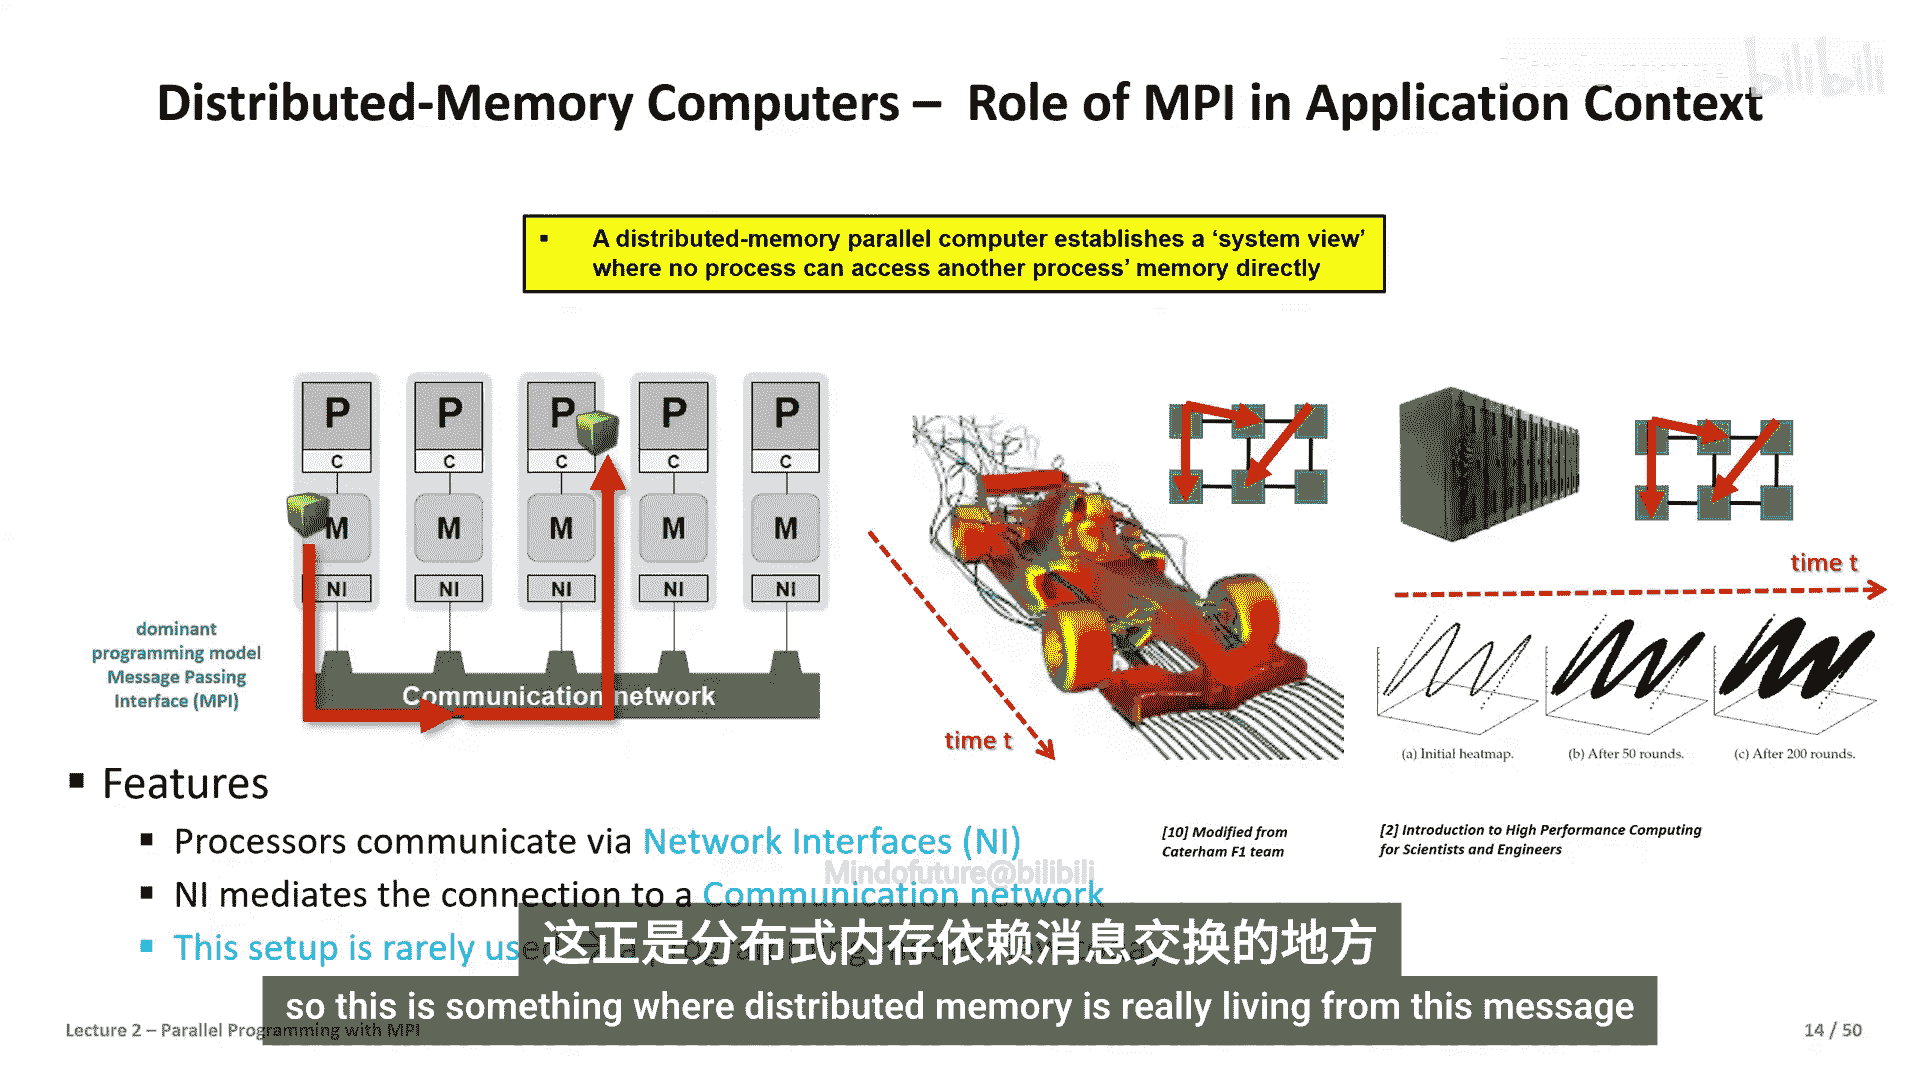 bilibili
Distributed-Memory Computers – Role of MPI in Application Context
▪ A distributed-memory parallel computer establishes a ‘system view’
where no process can access another process’ memory directly
P P P P P
C C C C C
M M M M M
NI NI NI NI NI
Communication network
dominant
programming model
Message Passing
Interface (MPI)
time t
time t
(a) Initial heatmap. (b) After 50 rounds. (c) After 200 rounds.
[10] Modified from
Caterham F1 team
[2] Introduction to High Performance Computing
for Scientists and Engineers
▪ Features
▪ Processors communicate via Network Interfaces (NI)
▪ NI mediates the connection to a Communication network
▪ This setup is rarely used
Mindofuture@bilibili
这正是分布式内存依赖消息交换的地方
so this is something where distributed memory is really living from this message
Lecture 2 – Parallel Programming with MPI
14 / 50